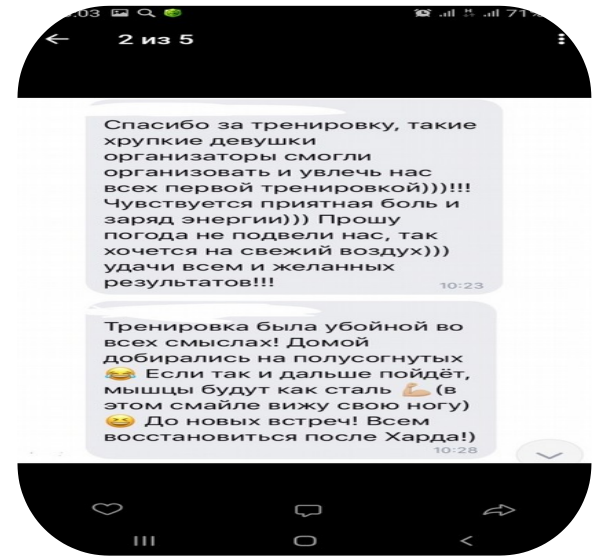 :03
71%
2 из 5
Спасибо за тренировку, такие
хрупкие девушки
организаторы смогли
организовать и увлечь нас
всех первой тренировкой)))!!!
Чувствуется приятная боль и
заряд энергии))) Прошу
погода не подвели нас, так
хочется на свежий воздух)))
удачи всем и желанных
результатов!!!
10:23
Тренировка была убойной во
всех смыслах! Домой
добирались на полусогнутых
😂 Если так и дальше пойдёт,
мышцы будут как сталь 💪🏼(в
этом смайле вижу свою ногу)
😆 До новых встреч! Всем
восстановиться после Харда!)
10:28